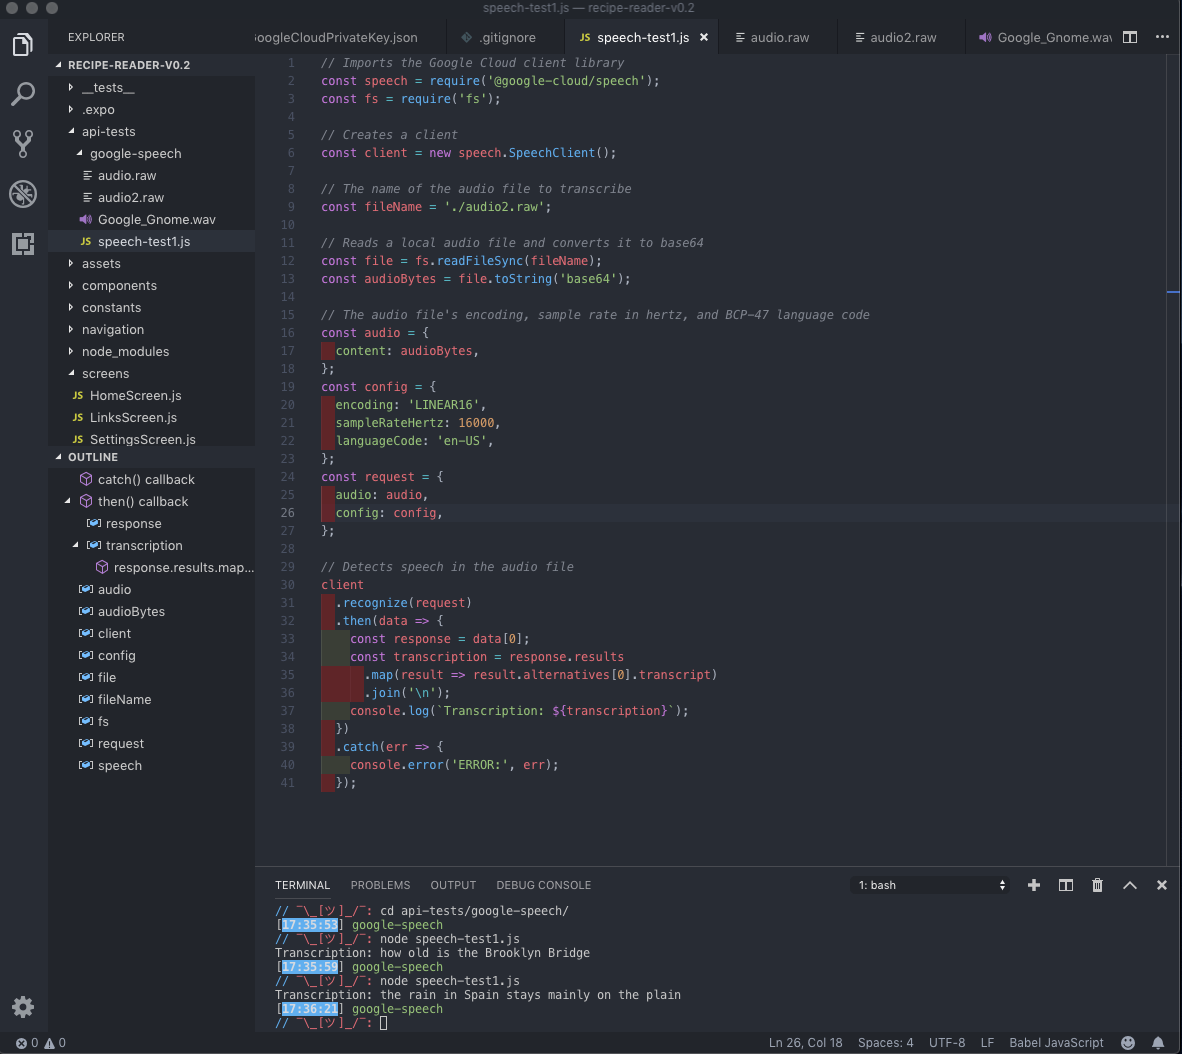 speech-test1.js — recipe-reader-v0.2
EXPLORER
GoogleCloudPrivateKey.json
.gitignore
JS speech-test1.js ×
audio.raw
audio2.raw
Google_Gnome.wav
RECIPE-READER-V0.2
__tests__
.expo
api-tests
google-speech
audio.raw
audio2.raw
Google_Gnome.wav
JS speech-test1.js
assets
components
constants
navigation
node_modules
screens
JS HomeScreen.js
JS LinksScreen.js
JS SettingsScreen.js
OUTLINE
catch() callback
then() callback
response
transcription
response.results.map...
audio
audioBytes
client
config
file
fileName
fs
request
speech
1 // Imports the Google Cloud client library
2 const speech = require('@google-cloud/speech');
3 const fs = require('fs');
4
5 // Creates a client
6 const client = new speech.SpeechClient();
7
8 // The name of the audio file to transcribe
9 const fileName = './audio2.raw';
10
11 // Reads a local audio file and converts it to base64
12 const file = fs.readFileSync(fileName);
13 const audioBytes = file.toString('base64');
14
15 // The audio file's encoding, sample rate in hertz, and BCP-47 language code
16 const audio = {
17 content: audioBytes,
18 };
19 const config = {
20 encoding: 'LINEAR16',
21 sampleRateHertz: 16000,
22 languageCode: 'en-US',
23 };
24 const request = {
25 audio: audio,
26 config: config,
27 };
28
29 // Detects speech in the audio file
30 client
31 .recognize(request)
32 .then(data => {
33 const response = data[0];
34 const transcription = response.results
35 .map(result => result.alternatives[0].transcript)
36 .join('\n');
37 console.log(`Transcription: ${transcription}`);
38 })
39 .catch(err => {
40 console.error('ERROR:', err);
41 });
TERMINAL PROBLEMS OUTPUT DEBUG CONSOLE 1: bash
// ¯\_[ツ]_/¯: cd api-tests/google-speech/
[17:35:53] google-speech
// ¯\_[ツ]_/¯: node speech-test1.js
Transcription: how old is the Brooklyn Bridge
[17:35:59] google-speech
// ¯\_[ツ]_/¯: node speech-test1.js
Transcription: the rain in Spain stays mainly on the plain
[17:36:21] google-speech
// ¯\_[ツ]_/¯:
0 0 Ln 26, Col 18 Spaces: 4 UTF-8 LF Babel JavaScript